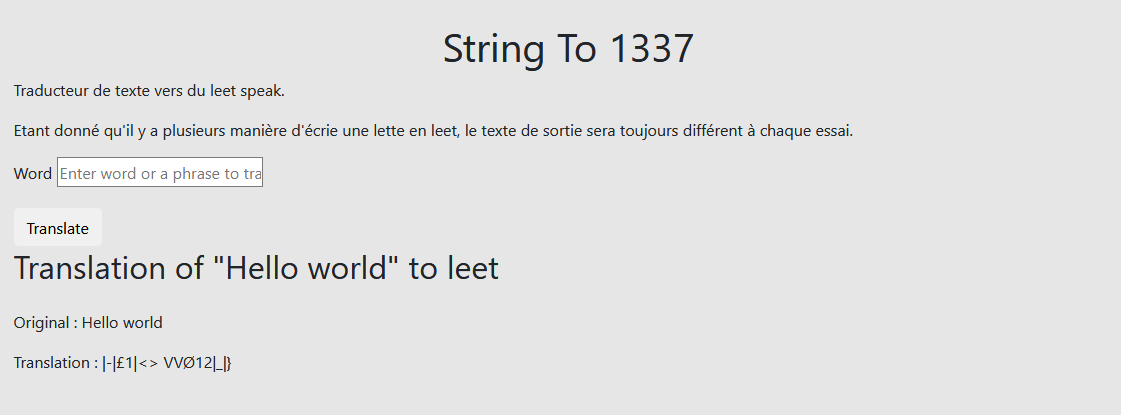 String To 1337
Traducteur de texte vers du leet speak.
Etant donné qu'il y a plusieurs manière d'écrie une lette en leet, le texte de sortie sera toujours différent à chaque essai.
Word Enter word or a phrase to tra
Translate
Translation of "Hello world" to leet
Original : Hello world
Translation : |-|£1|<> VVØ12|_|}